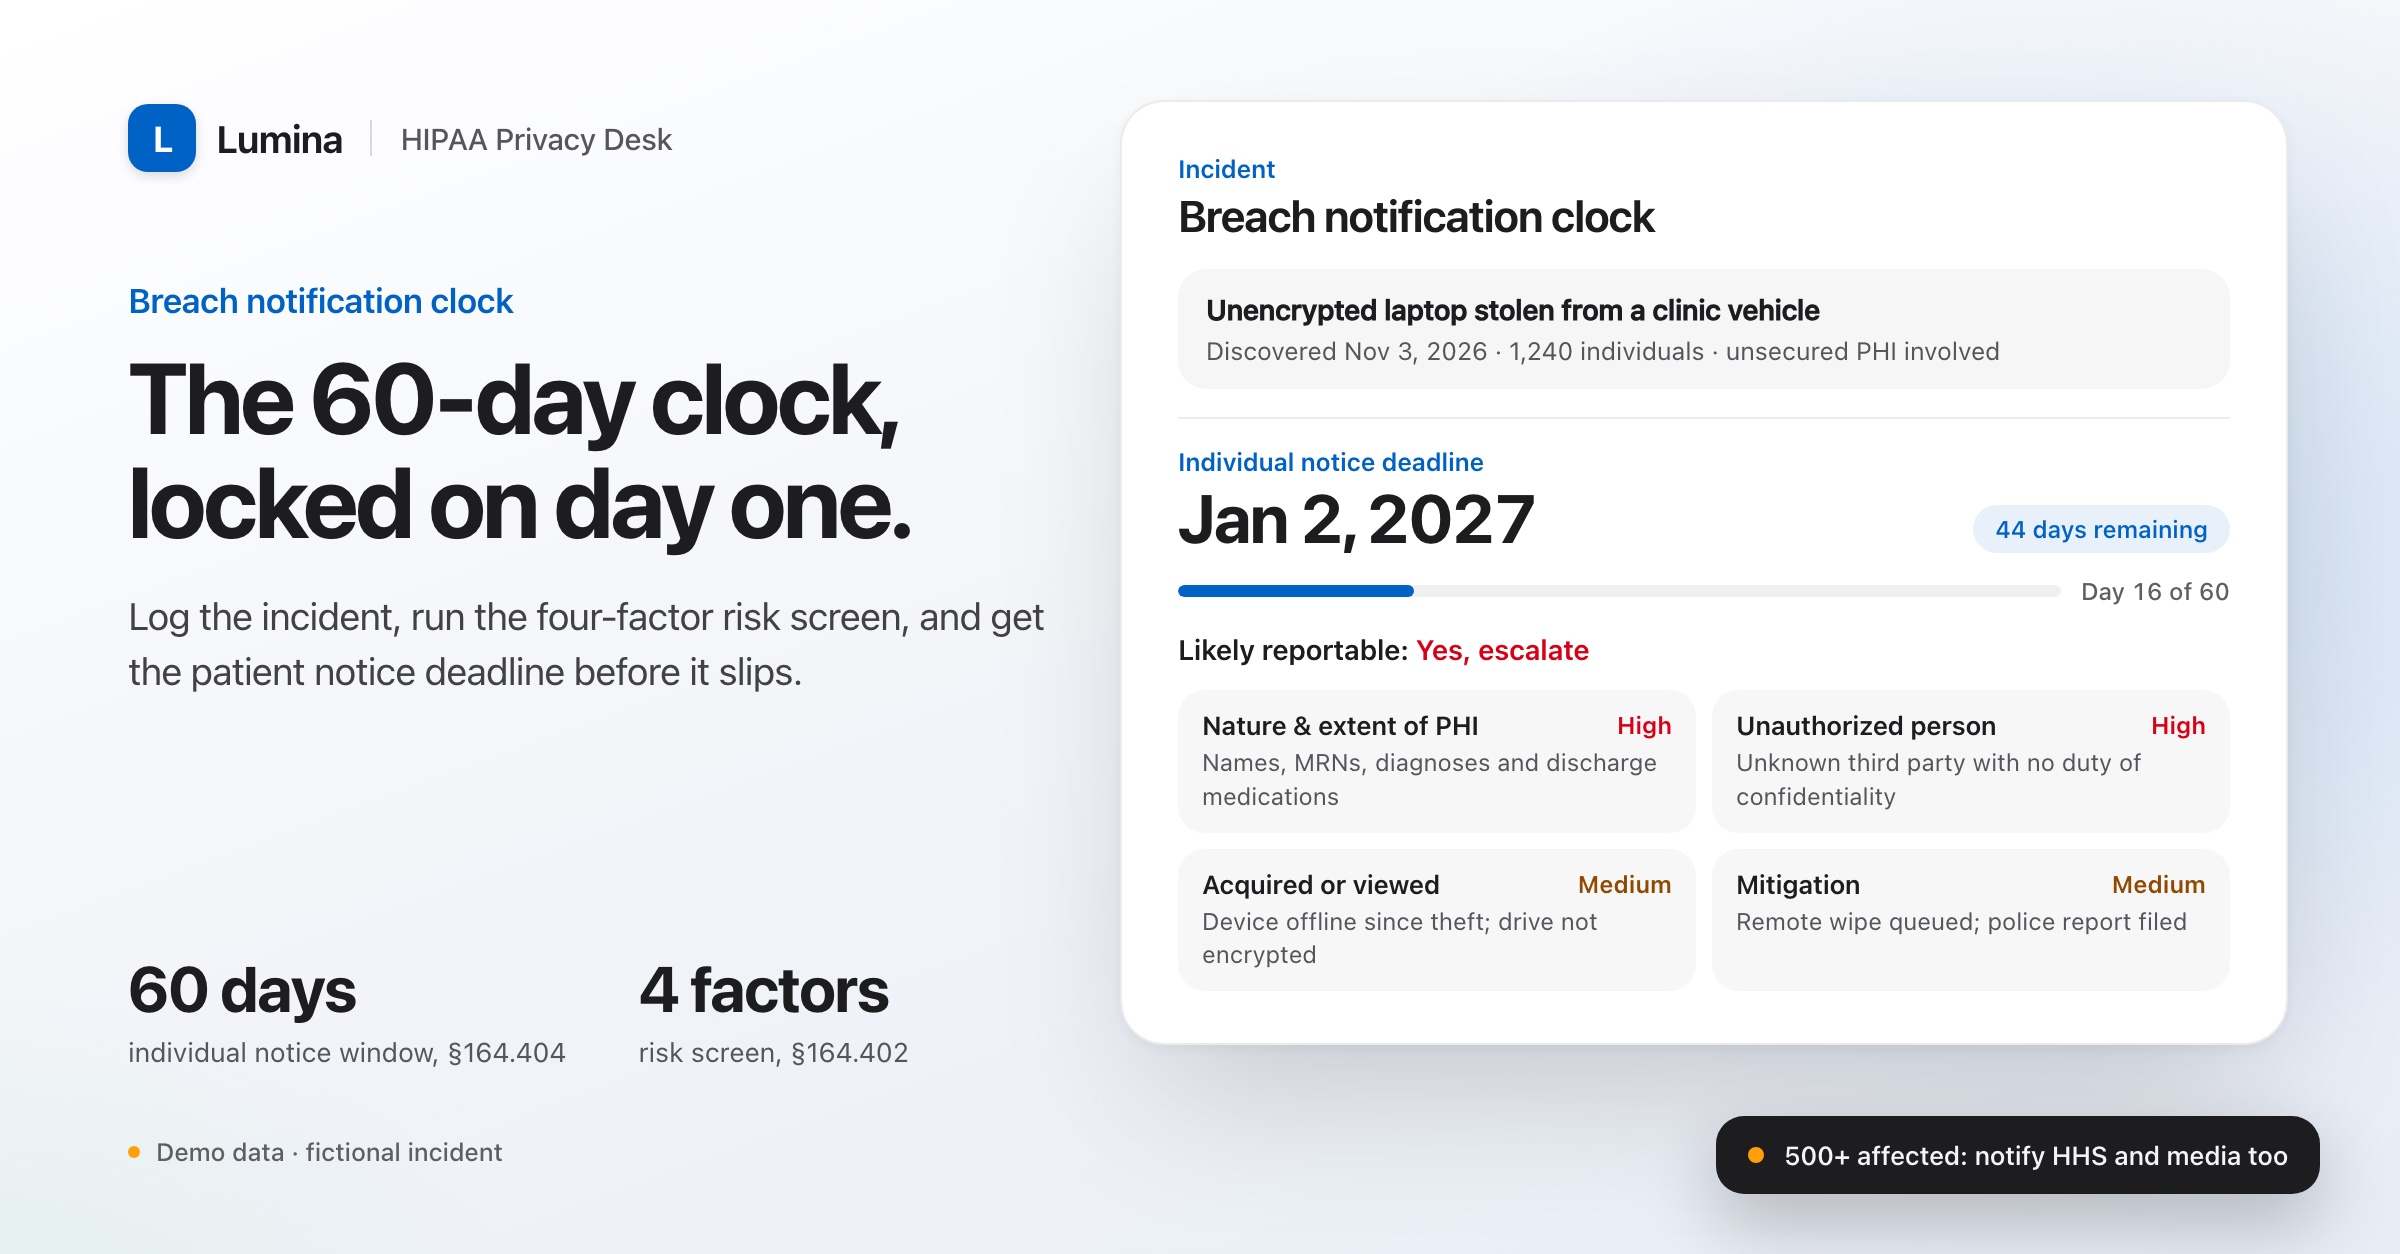 L
Lumina
HIPAA Privacy Desk
Breach notification clock
The 60-day clock,
locked on day one.
Log the incident, run the four-factor risk screen, and get
the patient notice deadline before it slips.
60 days
individual notice window, §164.404
4 factors
risk screen, §164.402
Demo data · fictional incident
Incident
Breach notification clock
Unencrypted laptop stolen from a clinic vehicle
Discovered Nov 3, 2026 · 1,240 individuals · unsecured PHI involved
Individual notice deadline
Jan 2, 2027
44 days remaining
Day 16 of 60
Likely reportable: Yes, escalate
Nature & extent of PHI
High
Names, MRNs, diagnoses and discharge
medications
Unauthorized person
High
Unknown third party with no duty of
confidentiality
Acquired or viewed
Medium
Device offline since theft; drive not
encrypted
Mitigation
Medium
Remote wipe queued; police report filed
500+ affected: notify HHS and media too